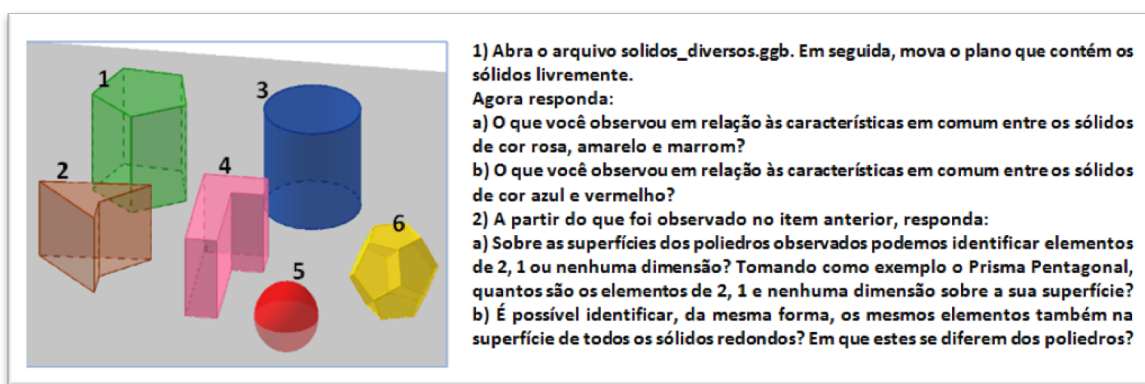 1
3
2
4
6
5
1) Abra o arquivo solidos_diversos.ggb. Em seguida, mova o plano que contém os
sólidos livremente.
Agora responda:
a) O que você observou em relação às características em comum entre os sólidos
de cor rosa, amarelo e marrom?
b) O que você observou em relação às características em comum entre os sólidos
de cor azul e vermelho?
2) A partir do que foi observado no item anterior, responda:
a) Sobre as superfícies dos poliedros observados podemos identificar elementos
de 2, 1 ou nenhuma dimensão? Tomando como exemplo o Prisma Pentagonal,
quantos são os elementos de 2, 1 e nenhuma dimensão sobre a sua superfície?
b) É possível identificar, da mesma forma, os mesmos elementos também na
superfície de todos os sólidos redondos? Em que estes se diferem dos poliedros?